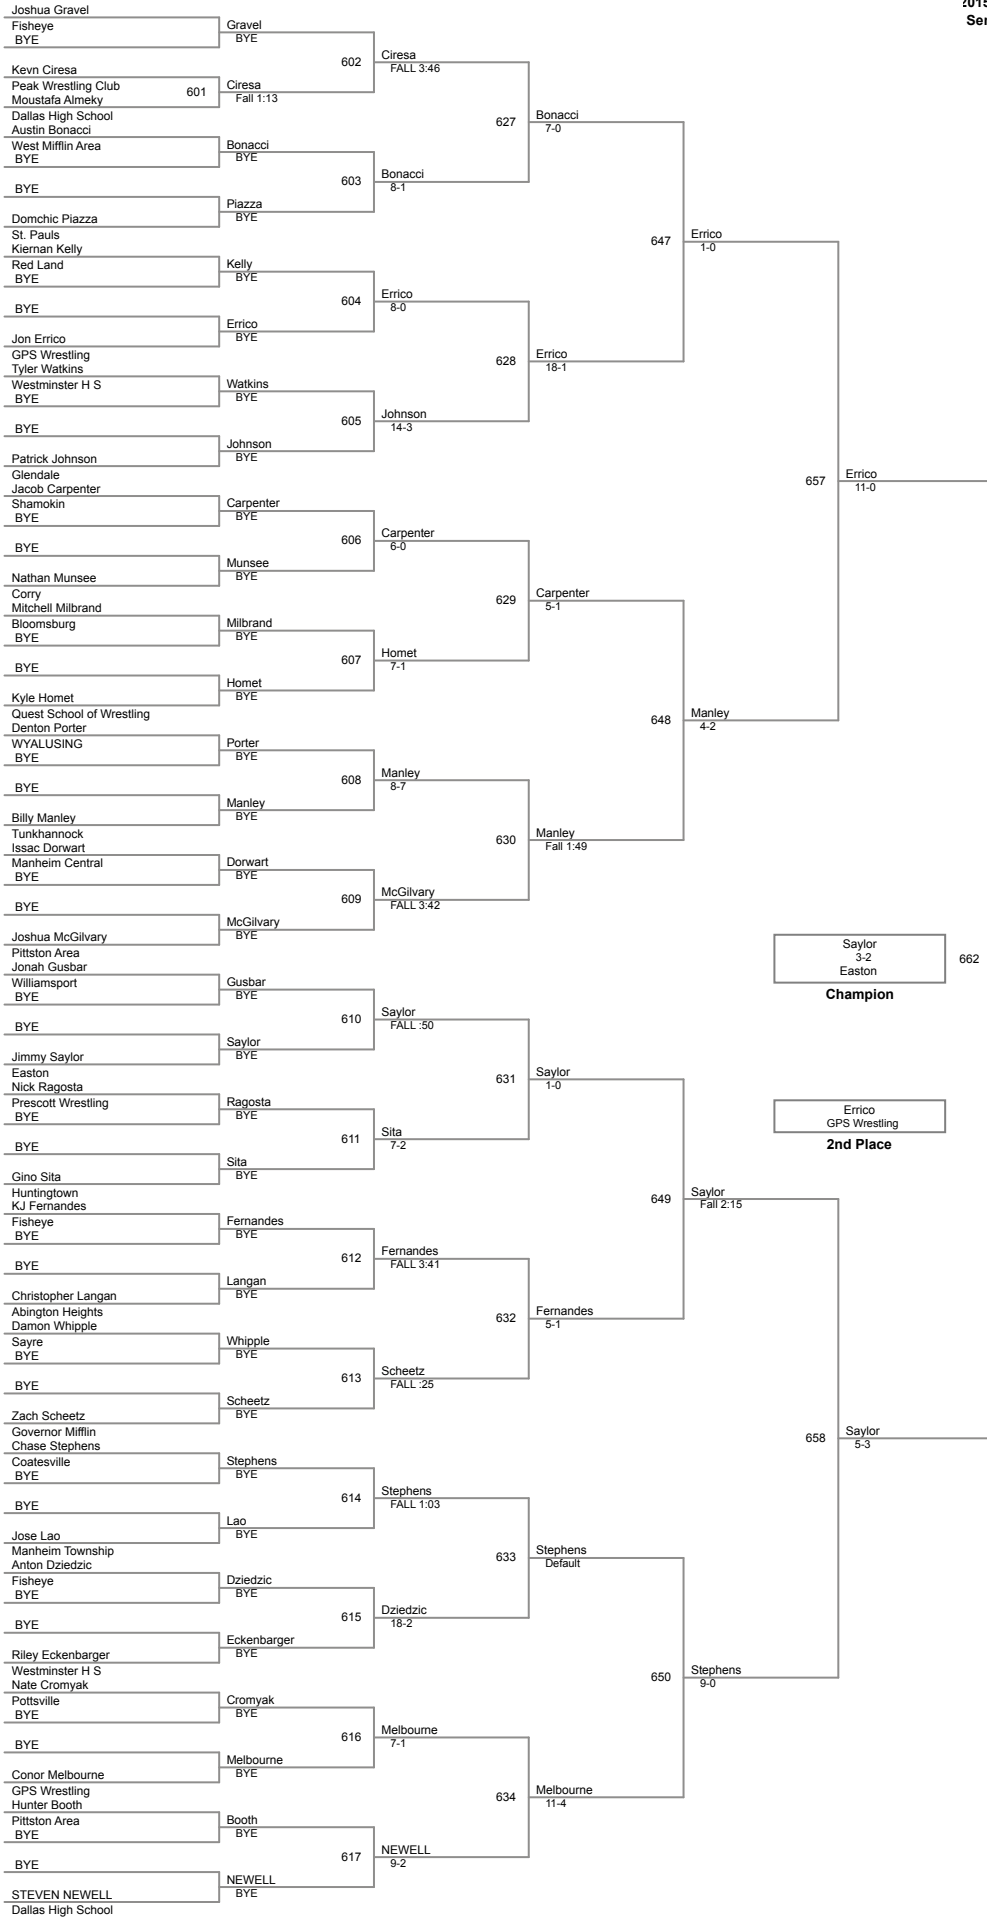 2015
Ser
Joshua Gravel
Fisheye
BYE
Gravel
BYE
602
Ciresa
FALL 3:46
Kevn Ciresa
Peak Wrestling Club
Moustafa Almeky
601
Ciresa
Fall 1:13
Dallas High School
627
Bonacci
7-0
Austin Bonacci
West Mifflin Area
BYE
Bonacci
BYE
603
Bonacci
8-1
BYE
Domchic Piazza
St. Pauls
Piazza
BYE
647
Errico
1-0
Kiernan Kelly
Red Land
BYE
Kelly
BYE
604
Errico
8-0
BYE
Jon Errico
GPS Wrestling
Errico
BYE
628
Errico
18-1
Tyler Watkins
Westminster H S
BYE
Watkins
BYE
605
Johnson
14-3
BYE
Patrick Johnson
Glendale
Johnson
BYE
657
Errico
11-0
Jacob Carpenter
Shamokin
BYE
Carpenter
BYE
606
Carpenter
6-0
BYE
Nathan Munsee
Corry
Munsee
BYE
629
Carpenter
5-1
Mitchell Milbrand
Bloomsburg
BYE
Milbrand
BYE
607
Homet
7-1
BYE
Kyle Homet
Quest School of Wrestling
Homet
BYE
648
Manley
4-2
Denton Porter
WYALUSING
BYE
Porter
BYE
608
Manley
8-7
BYE
Billy Manley
Tunkhannock
Manley
BYE
630
Manley
Fall 1:49
Issac Dorwart
Manheim Central
BYE
Dorwart
BYE
609
McGilvary
FALL 3:42
BYE
Joshua McGilvary
Pittston Area
McGilvary
BYE
Saylor
3-2
Easton
662
Champion
Jonah Gusbar
Williamsport
BYE
Gusbar
BYE
610
Saylor
FALL :50
BYE
Jimmy Saylor
Easton
Saylor
BYE
631
Saylor
1-0
Nick Ragosta
Prescott Wrestling
BYE
Ragosta
BYE
611
Sita
7-2
Errico
GPS Wrestling
2nd Place
BYE
Gino Sita
Huntingtown
Sita
BYE
649
Saylor
Fall 2:15
KJ Fernandes
Fisheye
BYE
Fernandes
BYE
612
Fernandes
FALL 3:41
BYE
Christopher Langan
Abington Heights
Langan
BYE
632
Fernandes
5-1
Damon Whipple
Sayre
BYE
Whipple
BYE
613
Scheetz
FALL :25
BYE
Zach Scheetz
Governor Mifflin
Scheetz
BYE
658
Saylor
5-3
Chase Stephens
Coatesville
BYE
Stephens
BYE
614
Stephens
FALL 1:03
BYE
Jose Lao
Manheim Township
Lao
BYE
633
Stephens
Default
Anton Dziedzic
Fisheye
BYE
Dziedzic
BYE
615
Dziedzic
18-2
BYE
Riley Eckenbarger
Westminster H S
Eckenbarger
BYE
650
Stephens
9-0
Nate Cromyak
Pottsville
BYE
Cromyak
BYE
616
Melbourne
7-1
BYE
Conor Melbourne
GPS Wrestling
Melbourne
BYE
634
Melbourne
11-4
Hunter Booth
Pittston Area
BYE
Booth
BYE
617
NEWELL
9-2
BYE
STEVEN NEWELL
Dallas High School
NEWELL
BYE